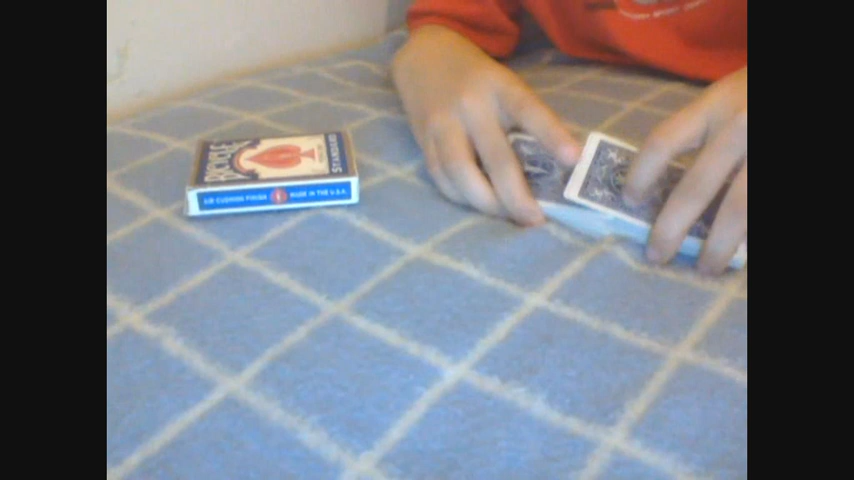 BICYCLE
STANDARD
AIR CUSHION FINISH MADE IN THE U.S.A.